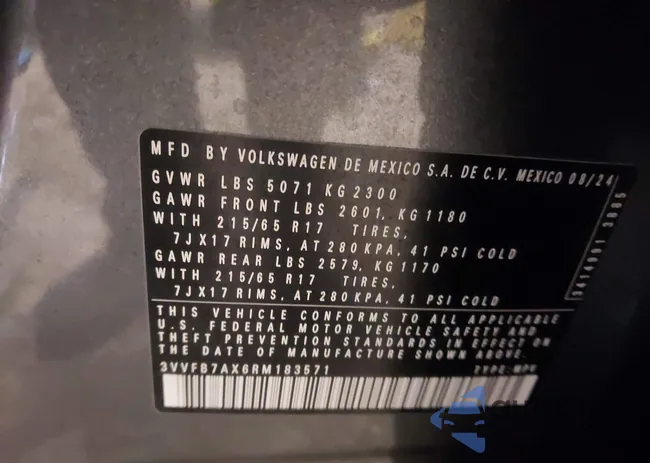 MFD BY VOLKSWAGEN DE MEXICO S.A. DE C.V. MEXICO 08/24
GVWR LBS 5071 KG 2300
GAWR FRONT LBS 2601, KG 1180
WITH 215/65 R17 TIRES,
7JX17 RIMS, AT 280 KPA, 41 PSI COLD
GAWR REAR LBS 2579, KG 1170
WITH 215/65 R17 TIRES,
7JX17 RIMS, AT 280 KPA, 41 PSI COLD
THIS VEHICLE CONFORMS TO ALL APPLICABLE
U.S. FEDERAL MOTOR VEHICLE SAFETY AND
THEFT PREVENTION STANDARDS IN EFFECT ON
THE DATE OF MANUFACTURE SHOWN ABOVE.
3VVFB7AX6RM183571 TYPE: MPV